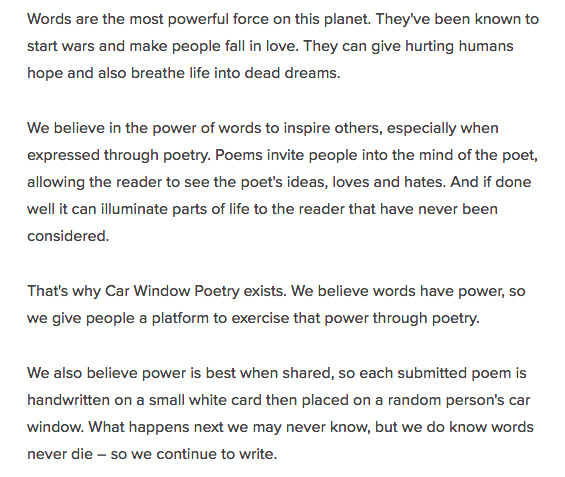 Words are the most powerful force on this planet. They've been known to
start wars and make people fall in love. They can give hurting humans
hope and also breathe life into dead dreams.
We believe in the power of words to inspire others, especially when
expressed through poetry. Poems invite people into the mind of the poet,
allowing the reader to see the poet's ideas, loves and hates. And if done
well it can illuminate parts of life to the reader that have never been
considered.
That's why Car Window Poetry exists. We believe words have power, so
we give people a platform to exercise that power through poetry.
We also believe power is best when shared, so each submitted poem is
handwritten on a small white card then placed on a random person's car
window. What happens next we may never know, but we do know words
never die – so we continue to write.